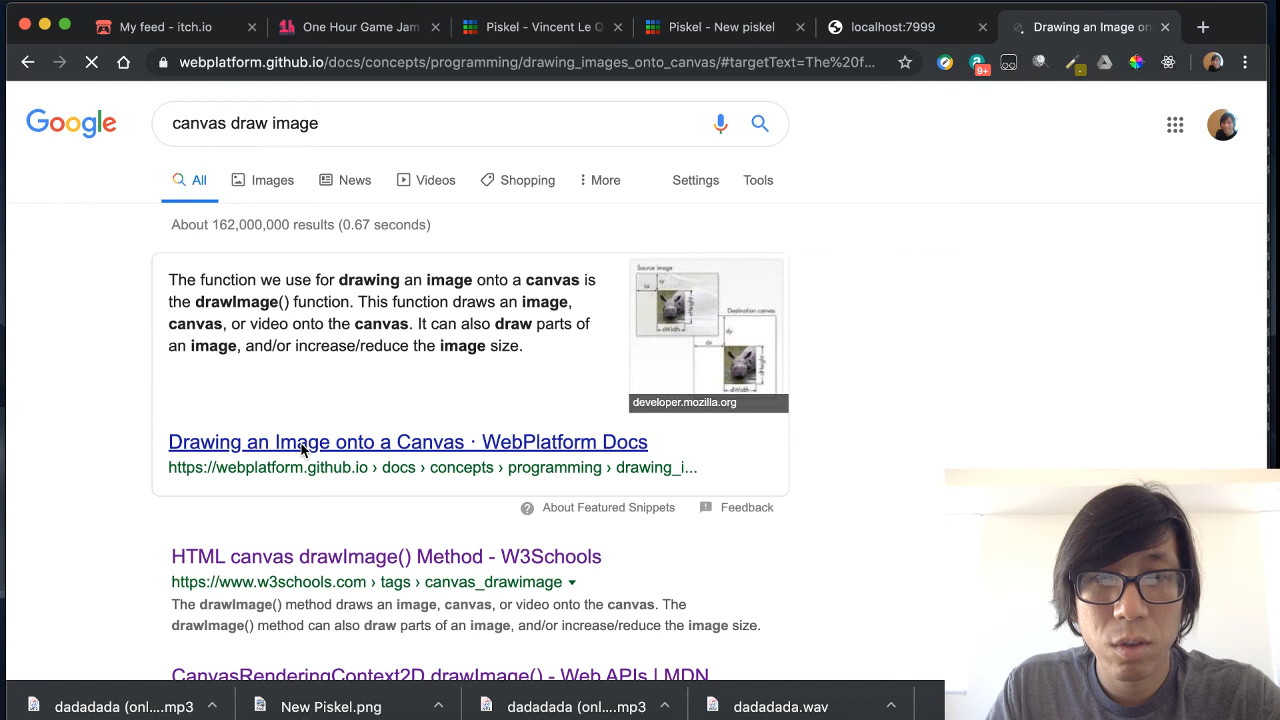 My feed - itch.io
One Hour Game Jam
Piskel - Vincent Le Q
Piskel - New piskel
localhost:7999
Drawing an Image on
webplatform.github.io/docs/concepts/programming/drawing_images_onto_canvas/#targetText=The%20f...
9+
Google
canvas draw image
All
Images
News
Videos
Shopping
More
Settings
Tools
About 162,000,000 results (0.67 seconds)
The function we use for drawing an image onto a canvas is
the drawImage() function. This function draws an image,
canvas, or video onto the canvas. It can also draw parts of
an image, and/or increase/reduce the image size.
Source image
sx
sy
sWidth
sHeight
Destination canvas
dy
dx
dWidth
dHeight
developer.mozilla.org
Drawing an Image onto a Canvas · WebPlatform Docs
https://webplatform.github.io › docs › concepts › programming › drawing_i...
About Featured Snippets
Feedback
HTML canvas drawImage() Method - W3Schools
https://www.w3schools.com › tags › canvas_drawimage
The drawImage() method draws an image, canvas, or video onto the canvas. The
drawImage() method can also draw parts of an image, and/or increase/reduce the image size.
CanvasRenderingContext2D drawImage() - Web APIs | MDN
dadadada (onl....mp3
New Piskel.png
dadadada (onl....mp3
dadadada.wav